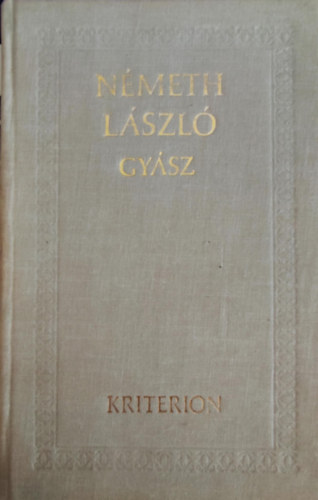 NÉMETH
LÁSZLÓ
GYÁSZ
KRITERION